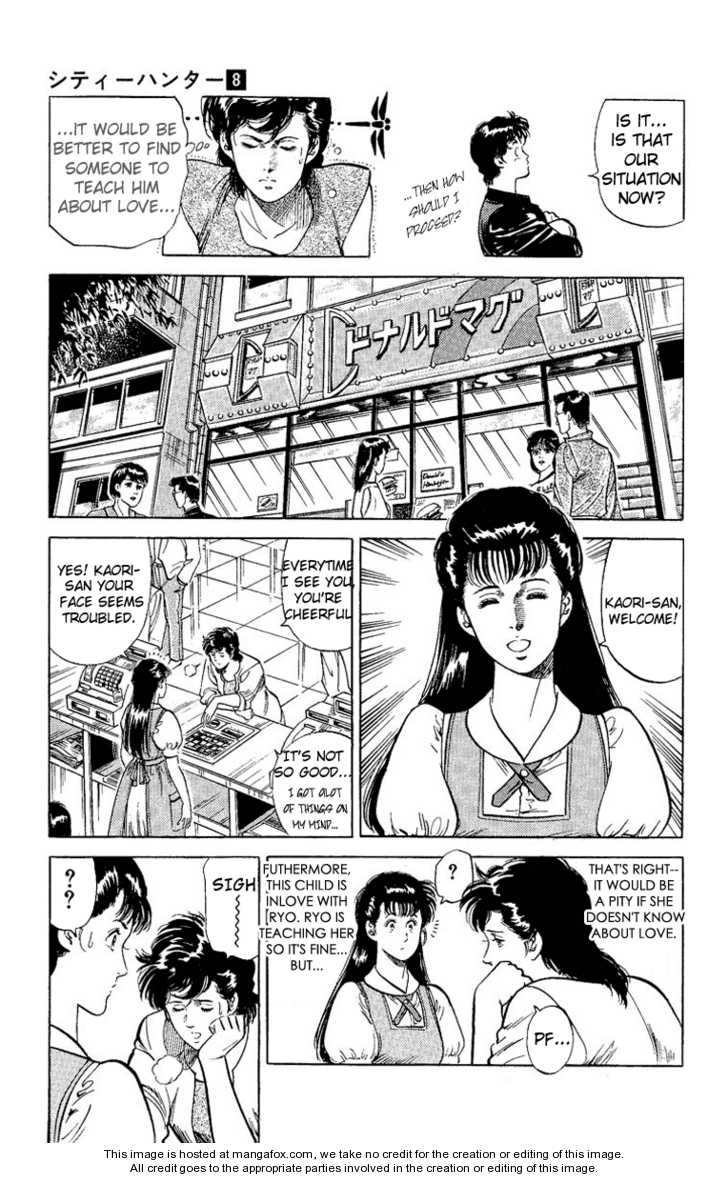 シティーハンター8
IS IT...
IS THAT
OUR
SITUATION
NOW?
...THEN HOW
SHOULD I
PROCEED?
...IT WOULD BE
BETTER TO FIND
SOMEONE TO
TEACH HIM
ABOUT LOVE...
ドナルドマグ
Donald's
KAORI-SAN,
WELCOME!
EVERYTIME
I SEE YOU,
YOU'RE
CHEERFUL
YES! KAORI-
SAN YOUR
FACE SEEMS
TROUBLED.
IT'S NOT
SO GOOD...
I GOT ALOT
OF THINGS ON
MY MIND...
THAT'S RIGHT--
IT WOULD BE
A PITY IF SHE
DOESN'T KNOW
ABOUT LOVE.
?
PF...
FUTHERMORE,
THIS CHILD IS
INLOVE WITH
RYO. RYO IS
TEACHING HER
SO IT'S FINE...
BUT...
SIGH
?
?
This image is hosted at mangafox.com, we take no credit for the creation or editing of this image.
All credit goes to the appropriate parties involved in the creation or editing of this image.